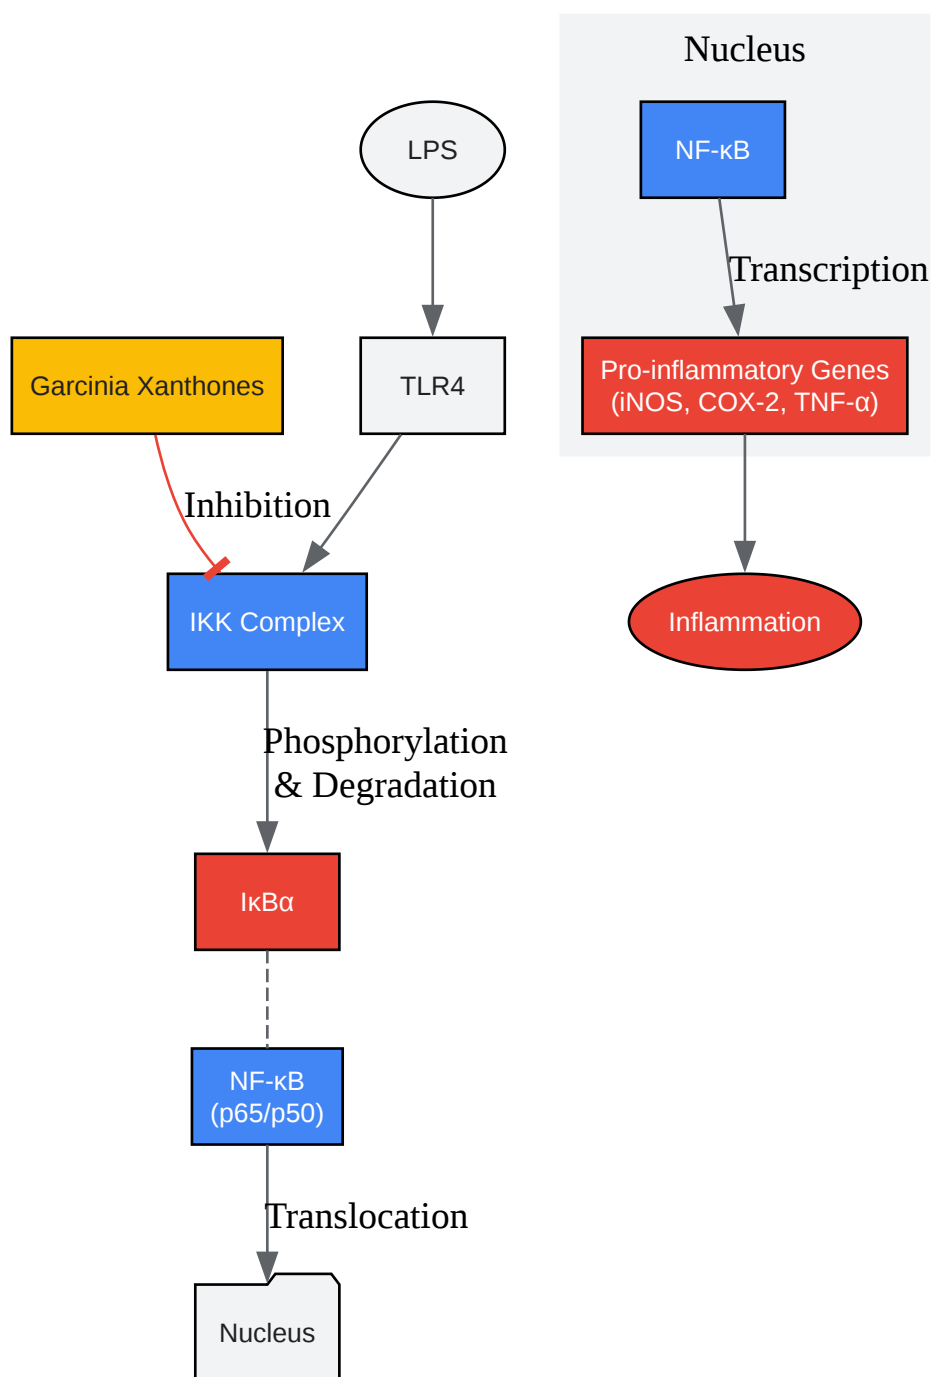 Nucleus
LPS
NF-κB
Transcription
Garcinia Xanthones
TLR4
Pro-inflammatory Genes
(iNOS, COX-2, TNF-α)
Inhibition
IKK Complex
Inflammation
Phosphorylation
& Degradation
IκBα
NF-κB
(p65/p50)
Translocation
Nucleus